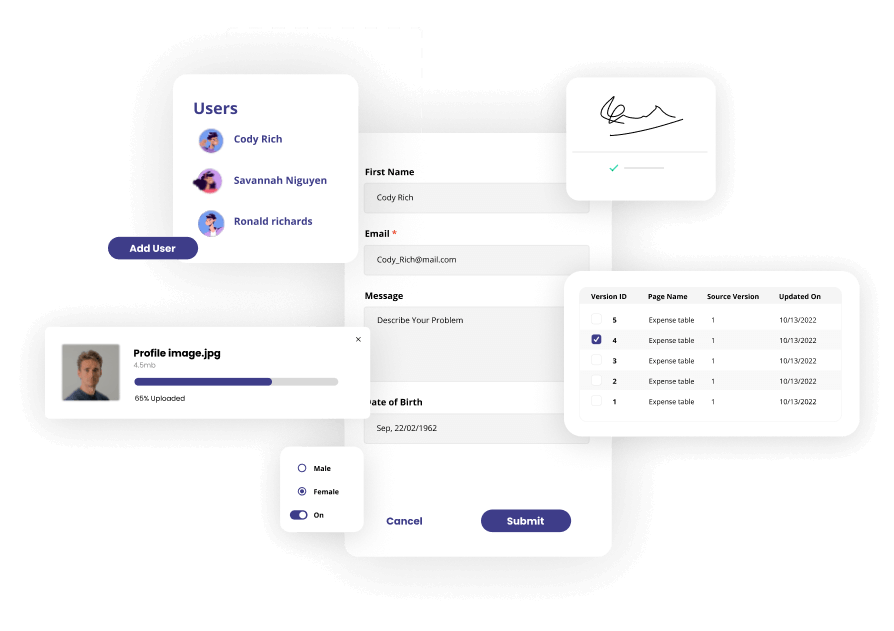 Users
Cody Rich
Savannah Niguyen
Ronald richards
Add User
First Name
Cody Rich
Email *
Cody_Rich@mail.com
Message
Describe Your Problem
Date of Birth
Sep, 22/02/1962
Cancel
Submit
Profile image.jpg
4.5mb
65% Uploaded
Male
Female
On
Version ID Page Name Source Version Updated On
5 Expense table 1 10/13/2022
4 Expense table 1 10/13/2022
3 Expense table 1 10/13/2022
2 Expense table 1 10/13/2022
1 Expense table 1 10/13/2022